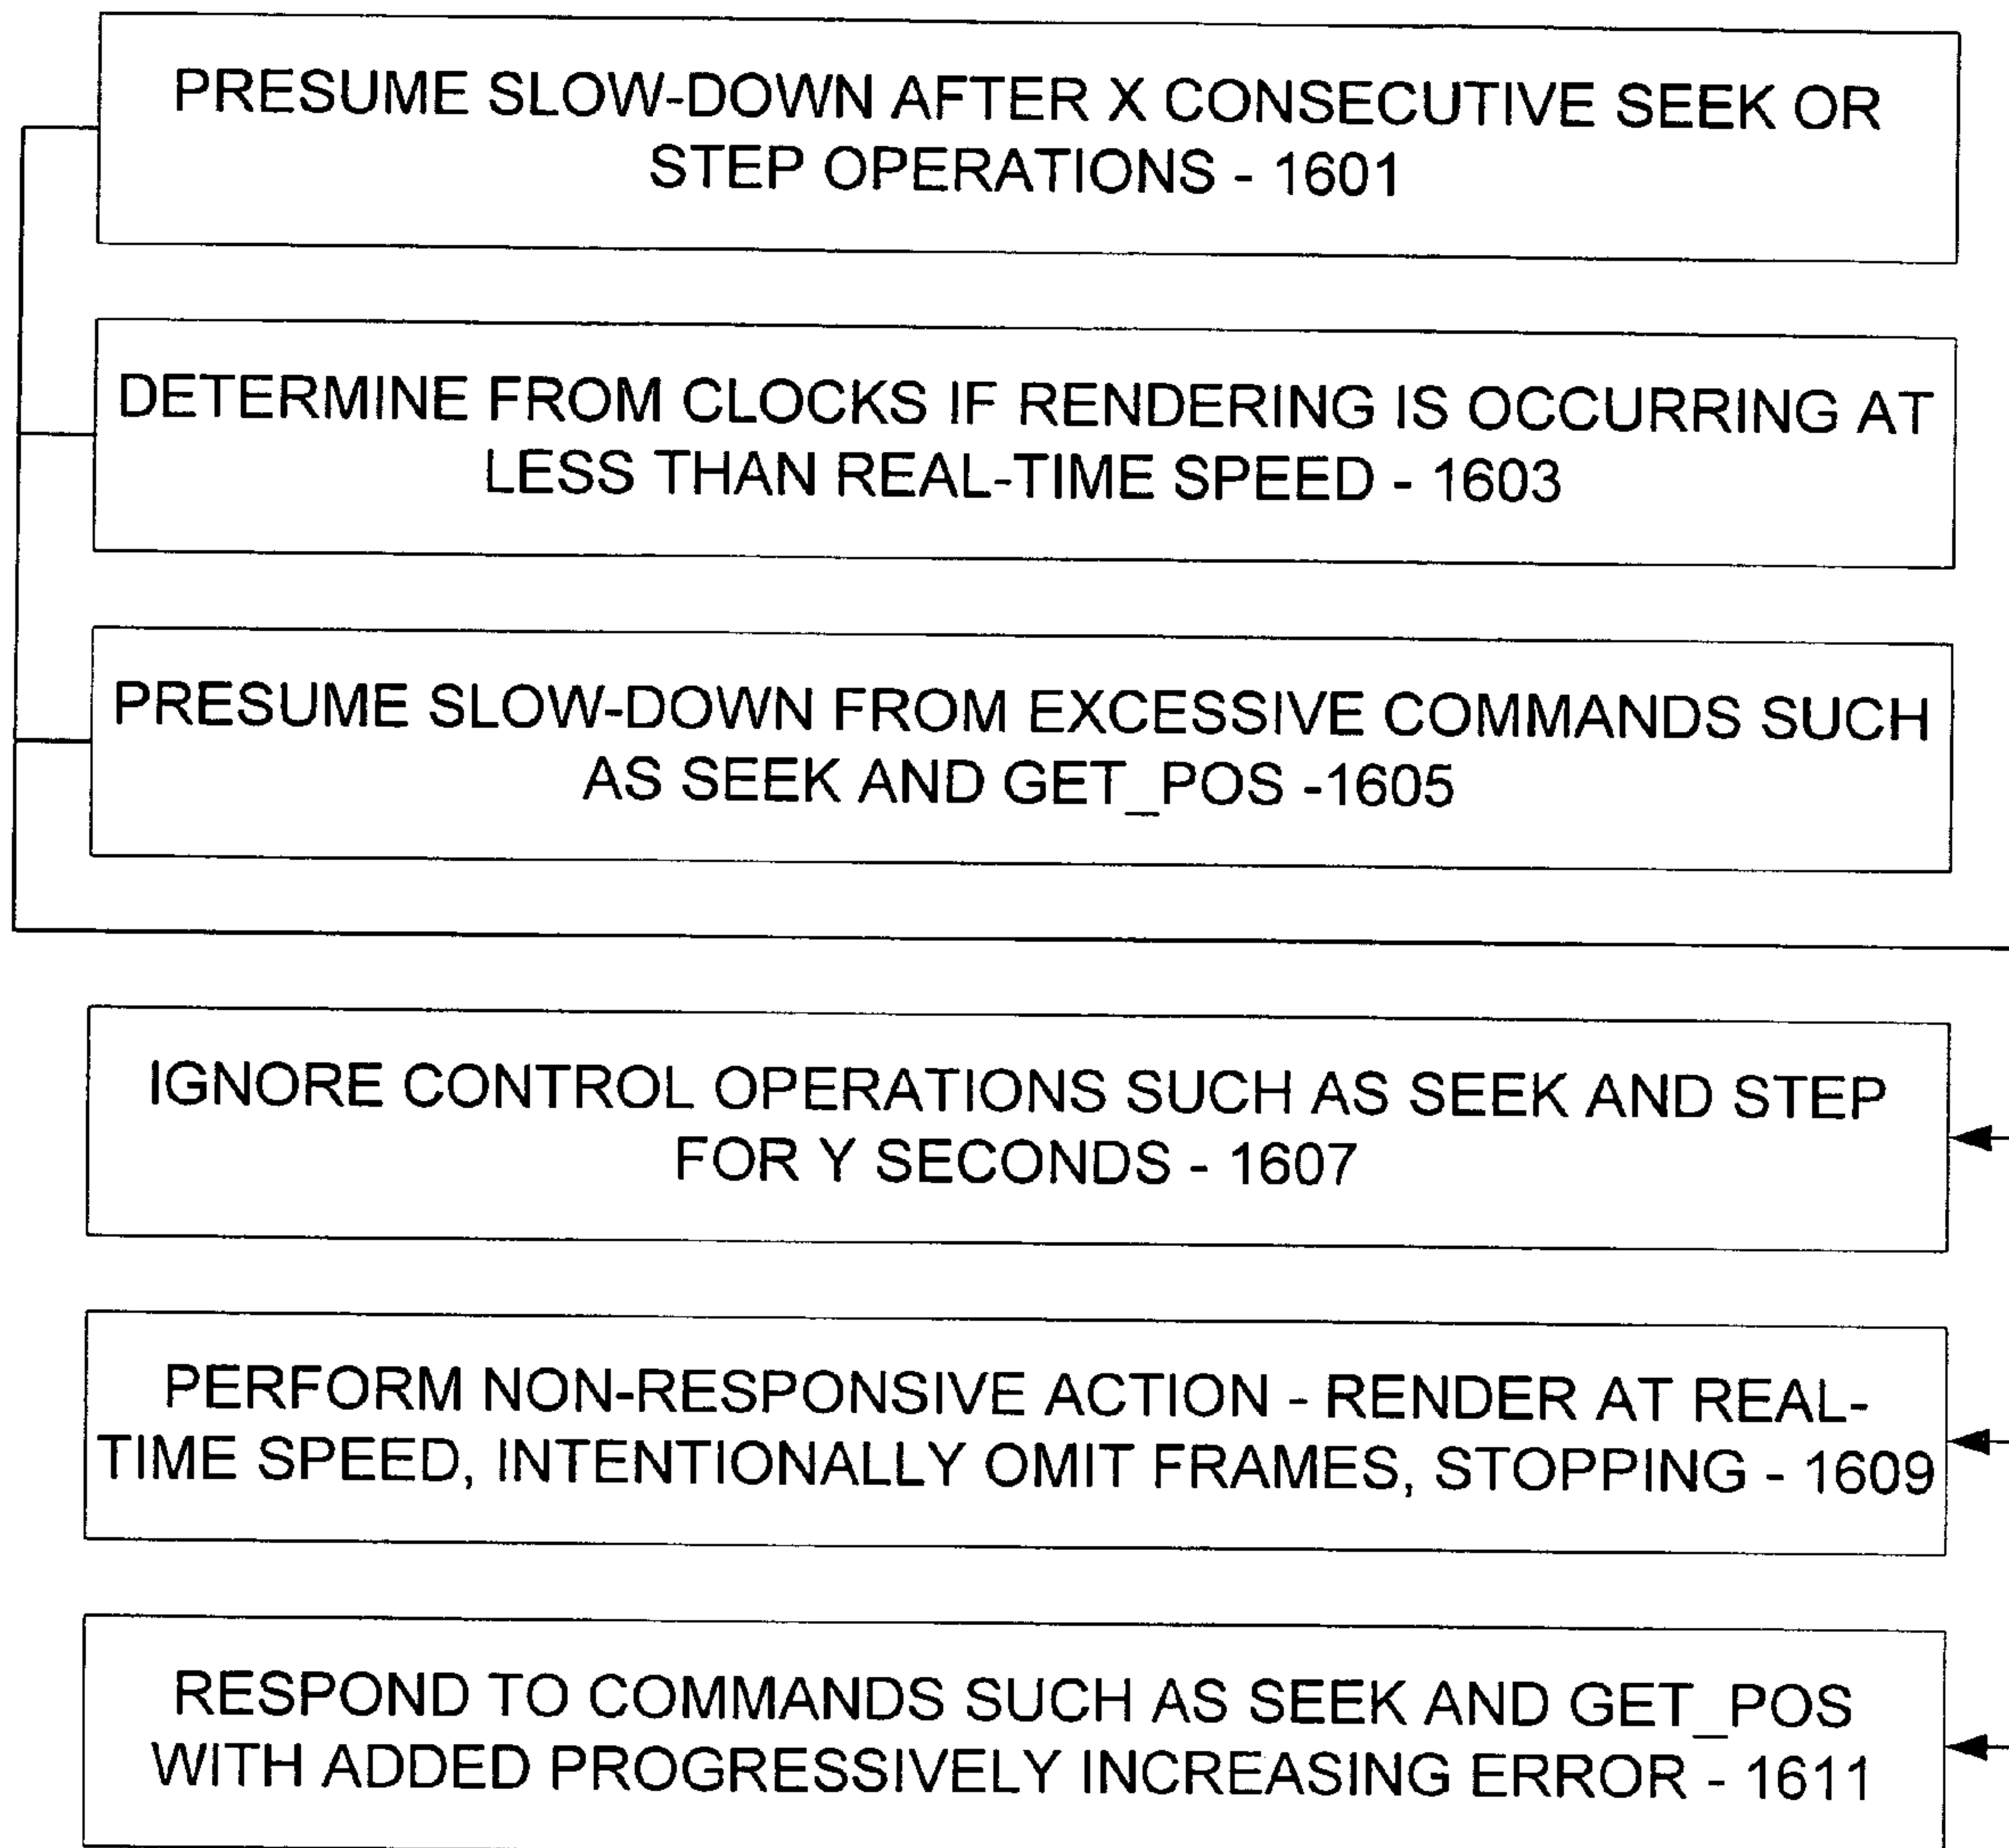 PRESUME SLOW-DOWN AFTER X CONSECUTIVE SEEK OR
STEP OPERATIONS - 1601
DETERMINE FROM CLOCKS IF RENDERING IS OCCURRING AT
LESS THAN REAL-TIME SPEED - 1603
PRESUME SLOW-DOWN FROM EXCESSIVE COMMANDS SUCH
AS SEEK AND GET_POS -1605
IGNORE CONTROL OPERATIONS SUCH AS SEEK AND STEP
FOR Y SECONDS - 1607
PERFORM NON-RESPONSIVE ACTION - RENDER AT REAL-
TIME SPEED, INTENTIONALLY OMIT FRAMES, STOPPING - 1609
RESPOND TO COMMANDS SUCH AS SEEK AND GET_POS
WITH ADDED PROGRESSIVELY INCREASING ERROR - 1611